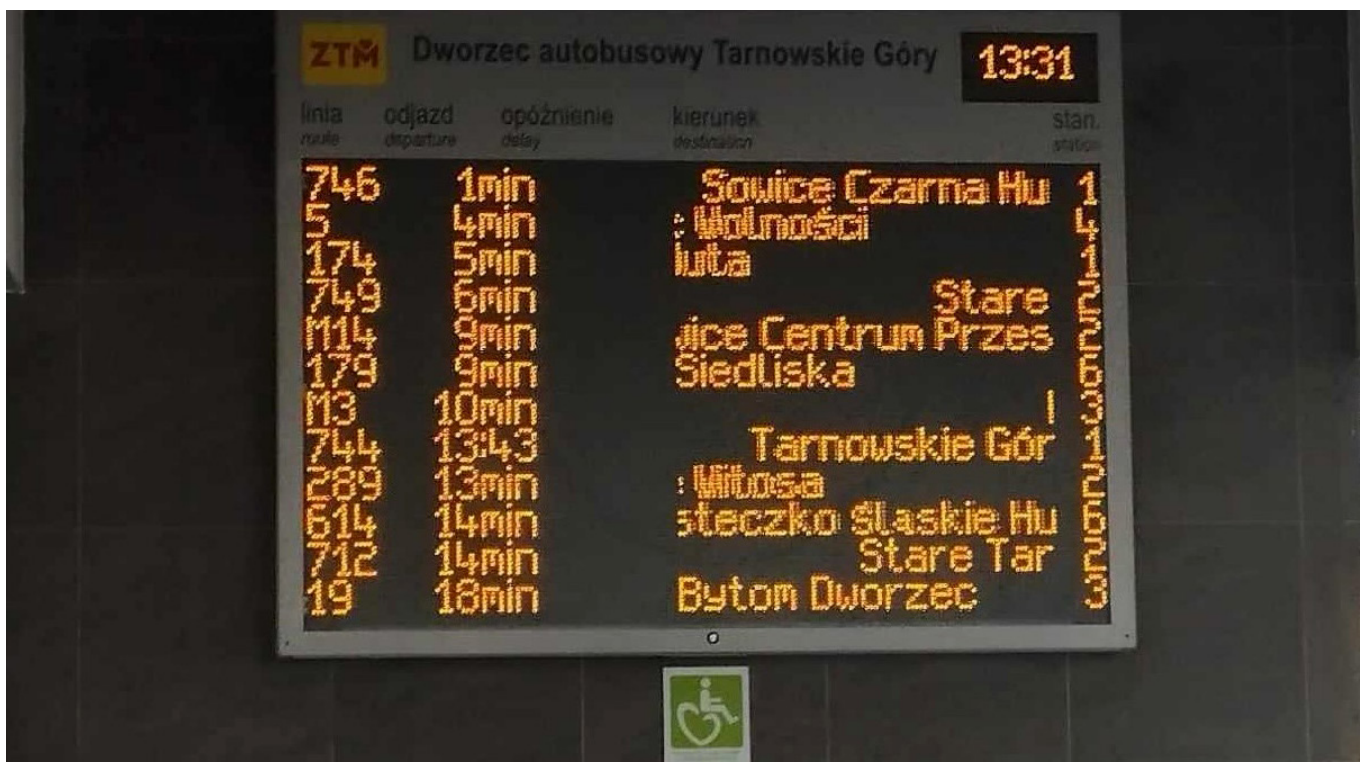 ZTM Dworzec autobusowy Tarnowskie Góry 13:31
linia odjazd opóźnienie kierunek stan.
route departure delay destination station
746 1min Sowice Czarna Hu 1
5 4min : Wolności 4
174 5min luta 1
749 6min Stare 2
M14 9min wice Centrum Przes 2
179 9min Siedliska 6
M3 10min 3
744 13:43 Tarnowskie Gór 1
289 13min : Witosa 2
614 14min steczko Śląskie Hu 6
712 14min Stare Tar 2
19 18min Bytom Dworzec 3